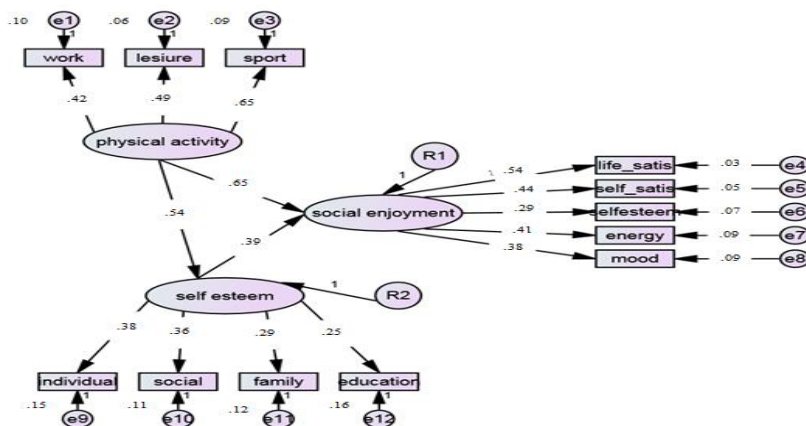 .10 e1 .06 e2 .09 e3
1 1 1
work lesiure sport
.42 .49 .65
physical activity
R1
1
.65
.54
.54 life_satis .03 e4
.44 self_satis .05 e5
social enjoyment .29 selfesteem .07 e6
.41 energy .09 e7
.38 mood .09 e8
.39
self esteem 1 R2
.38 .36 .29 .25
individual social family education
1 1 1 1
.15 e9 .11 e10 .12 e11 .16 e12